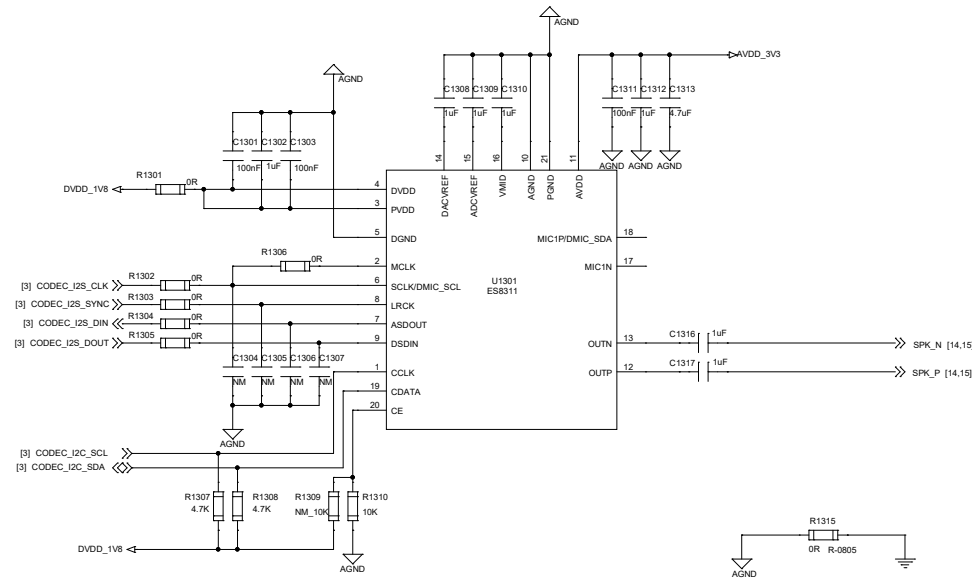 AGND
AVDD_3V3
C1308
1uF
C1309
1uF
C1310
1uF
C1311
100nF
C1312
1uF
C1313
4.7uF
AGND AGND AGND
AGND
C1301
100nF
C1302
1uF
C1303
100nF
14
15
16
10
21
11
DACVREF
ADCVREF
VMID
AGND
PGND
AVDD
DVDD_1V8
R1301
0R
4
DVDD
3
PVDD
5
DGND
R1306
0R
2
MCLK
[3] CODEC_I2S_CLK
R1302
0R
6
SCLK/DMIC_SCL
[3] CODEC_I2S_SYNC
R1303
0R
8
LRCK
[3] CODEC_I2S_DIN
R1304
0R
7
ASDOUT
[3] CODEC_I2S_DOUT
R1305
0R
9
DSDIN
1
CCLK
19
CDATA
20
CE
U1301
ES8311
MIC1P/DMIC_SDA
18
MIC1N
17
OUTN
13
C1316
1uF
SPK_N [14,15]
OUTP
12
C1317
1uF
SPK_P [14,15]
C1304
NM
C1305
NM
C1306
NM
C1307
NM
AGND
[3] CODEC_I2C_SCL
[3] CODEC_I2C_SDA
R1307
4.7K
R1308
4.7K
R1309
NM_10K
R1310
10K
DVDD_1V8
AGND
R1315
0R R-0805
AGND